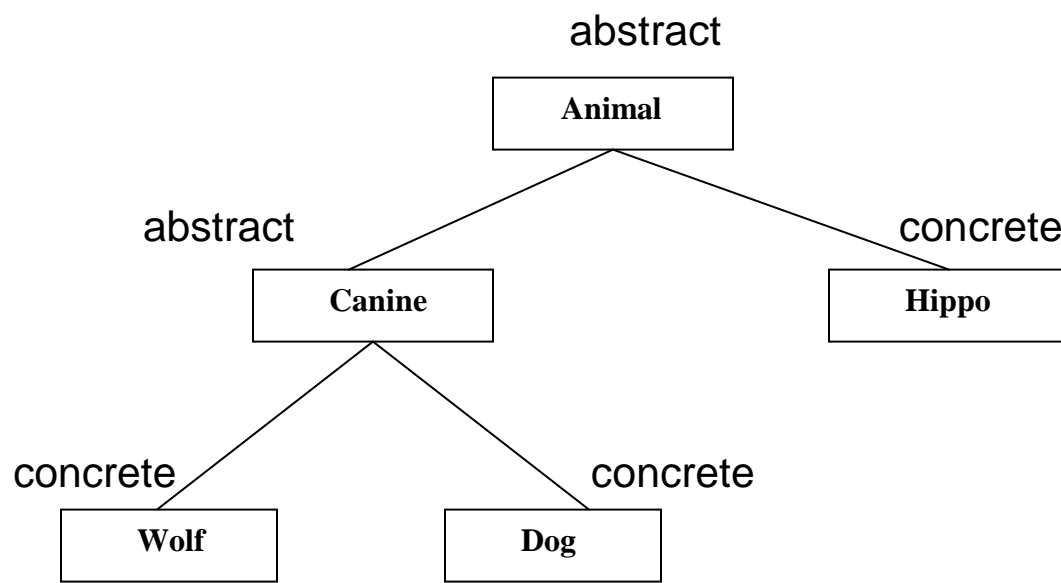 abstract
Animal
abstract
concrete
Canine
Hippo
concrete
concrete
Wolf
Dog